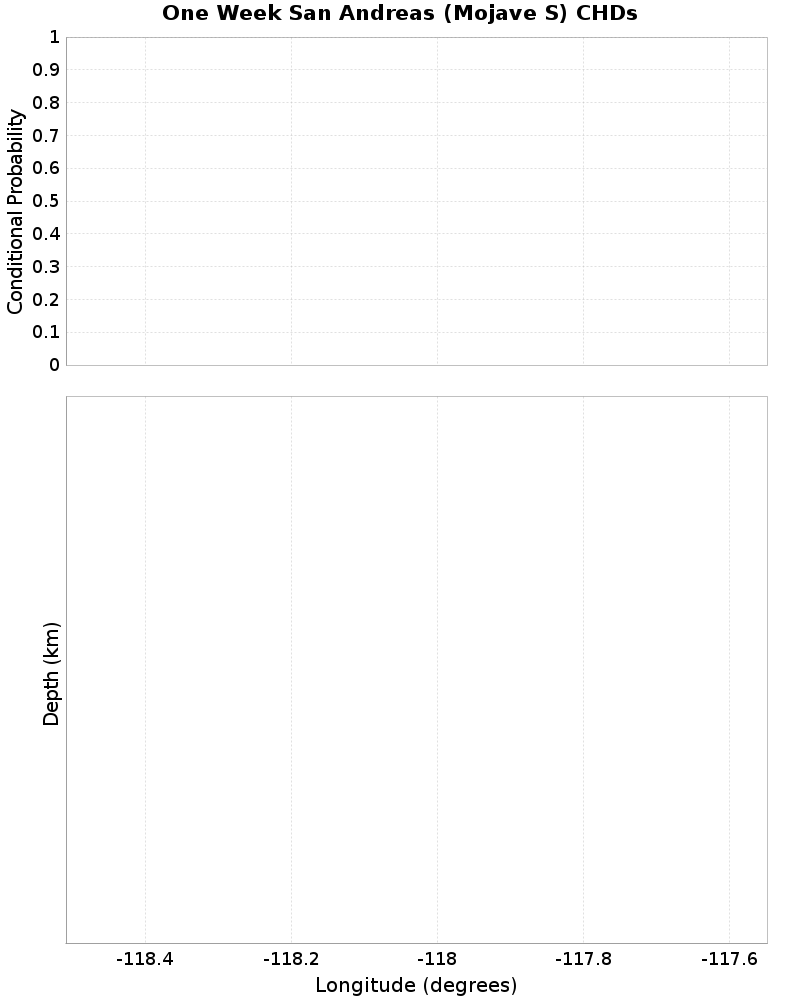 One Week San Andreas (Mojave S) CHDs
Conditional Probability
1
0.9
0.8
0.7
0.6
0.5
0.4
0.3
0.2
0.1
0
Depth (km)
-118.4 -118.2 -118 -117.8 -117.6
Longitude (degrees)